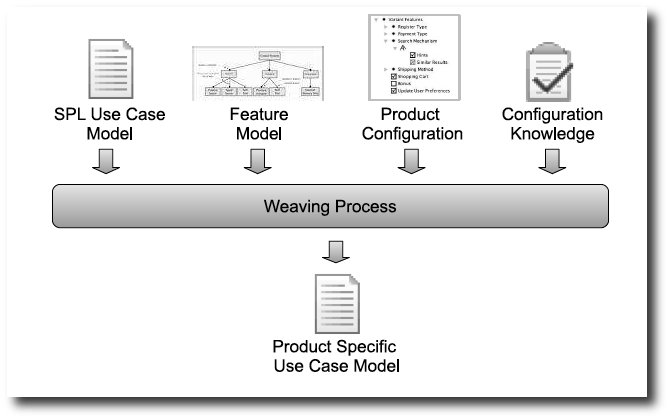 Variant Features
Register Type
Payment Type
Search Mechanism
Hints
Similar Results
Shopping Method
Shopping Cart
Bonus
Update User Preferences
SPL Use Case
Model
Feature
Model
Product
Configuration
Configuration
Knowledge
Weaving Process
Product Specific
Use Case Model